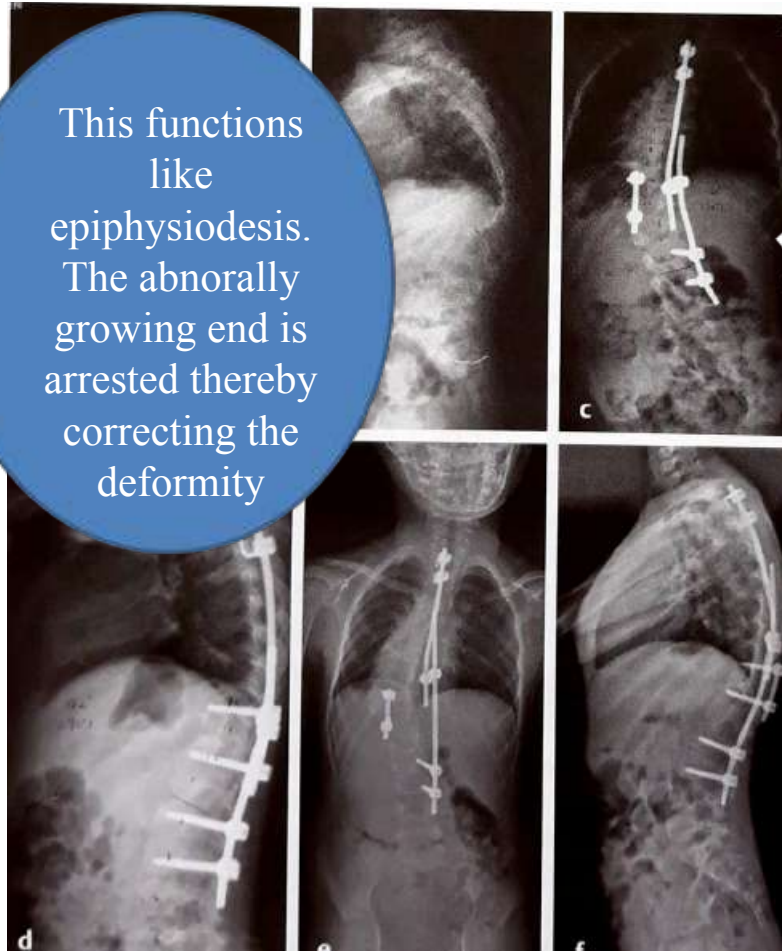 This functions
like
epiphysiodesis.
The abnorally
growing end is
arrested thereby
correcting the
deformity
c
d
e
f